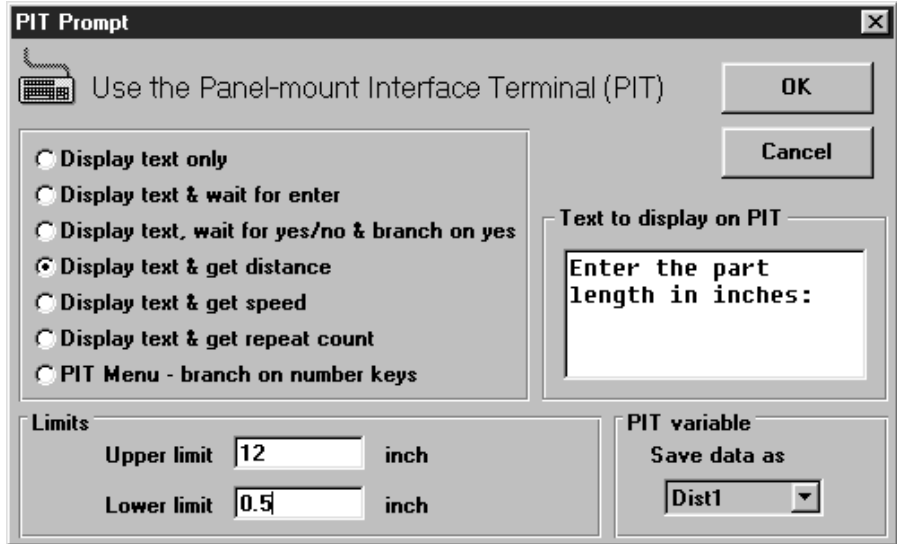 PIT Prompt
Use the Panel-mount Interface Terminal (PIT)
OK
Cancel
Display text only
Display text & wait for enter
Display text, wait for yes/no & branch on yes
Display text & get distance
Display text & get speed
Display text & get repeat count
PIT Menu - branch on number keys
Text to display on PIT
Enter the part
length in inches:
Limits
Upper limit 12 inch
Lower limit 0.5 inch
PIT variable
Save data as
Dist1